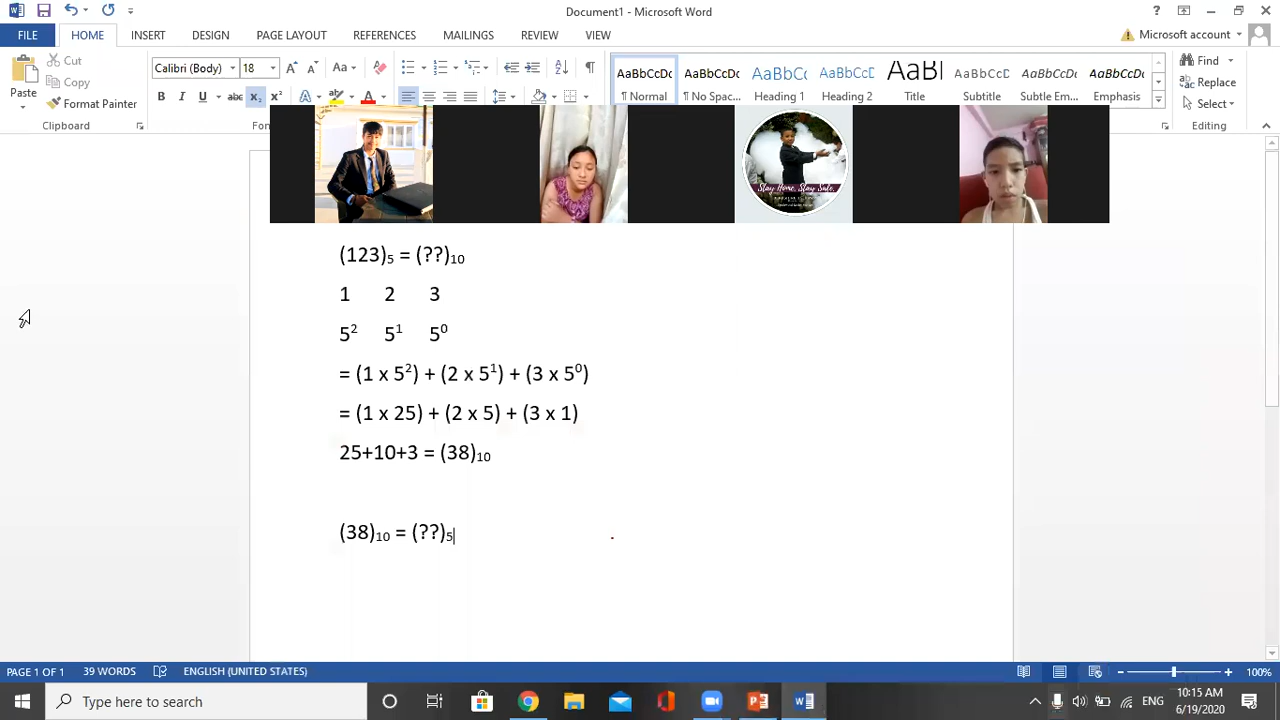 Document1 - Microsoft Word
FILE HOME INSERT DESIGN PAGE LAYOUT REFERENCES MAILINGS REVIEW VIEW Microsoft account
Paste Cut Copy Format Painter
Clipboard
Calibri (Body) 18
AaBbCcDc AaBbCcDc AaBbCc AaBbCcD AaBl AaBbCcD AaBbCcDc AaBbCcDc
¶ Normal ¶ No Spac... Heading 1 Heading 2 Title Subtitle Subtle Em... Emphasis
Find
Replace
Select
Editing
Stay Home. Stay Safe.
(123)₅ = (??)₁₀
1 2 3
5² 5¹ 5⁰
= (1 x 5²) + (2 x 5¹) + (3 x 5⁰)
= (1 x 25) + (2 x 5) + (3 x 1)
25+10+3 = (38)₁₀
(38)₁₀ = (??)₅ .
PAGE 1 OF 1 39 WORDS ENGLISH (UNITED STATES) 100%
Type here to search ENG 10:15 AM
6/19/2020